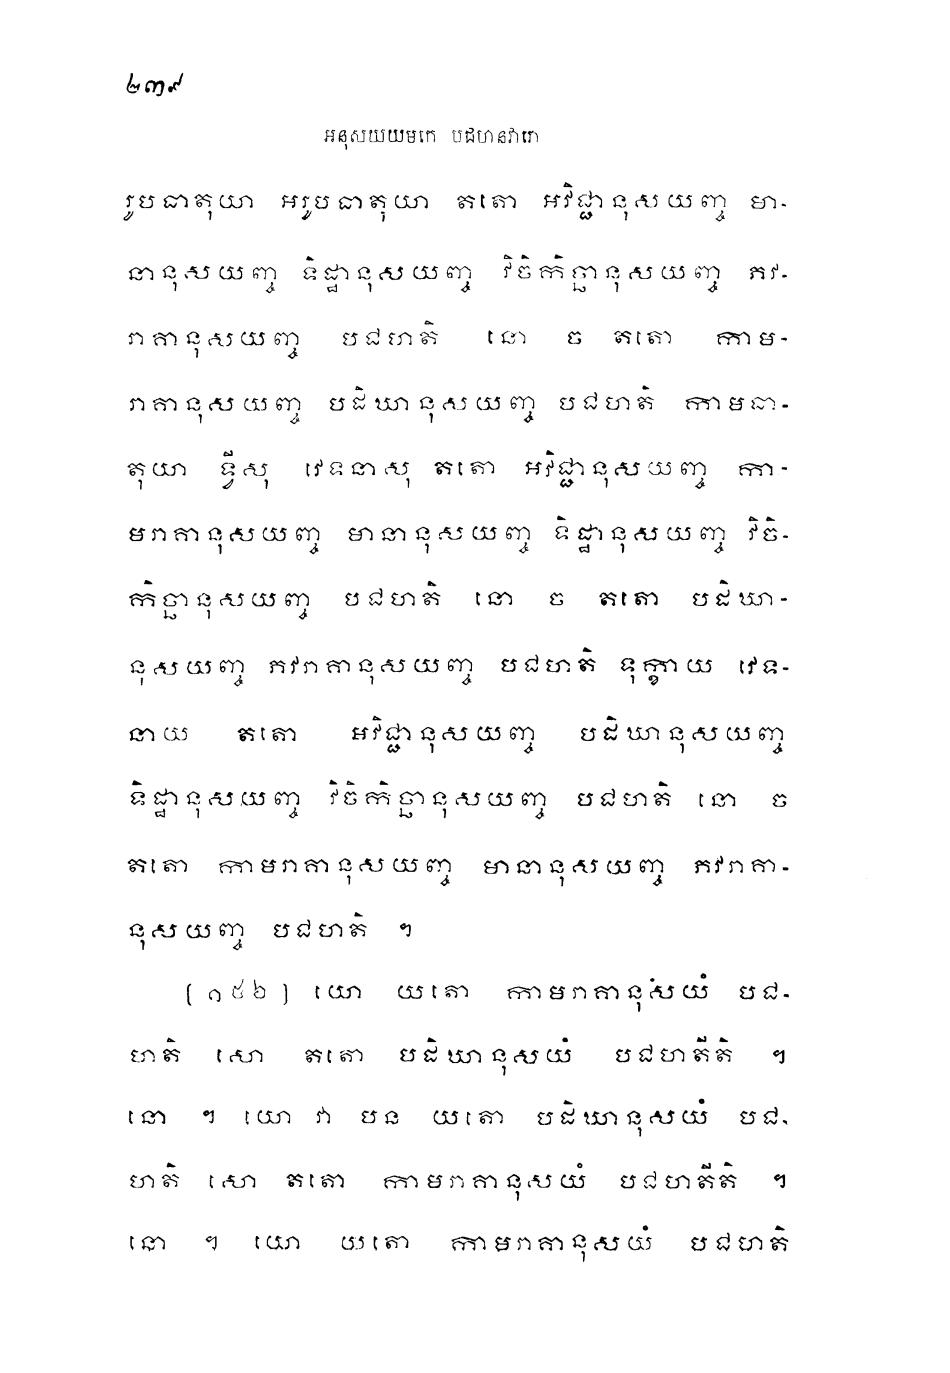 ២៣៩
អនុសយយមកេ បជហនវារោ
រូបធាតុយា អរូបធាតុយា តតោ អវិជ្ជានុសយញ្ច មា-
នានុសយញ្ច ទិដ្ឋានុសយញ្ច វិចិកិច្ឆានុសយញ្ច ភវ-
រាគានុសយញ្ច បជហតិ នោ ច តតោ កាម-
រាគានុសយញ្ច បដិឃានុសយញ្ច បជហតិ កាមធា-
តុយា ទ្វីសុ វេទនាសុ តតោ អវិជ្ជានុសយញ្ច កា-
មរាគានុសយញ្ច មានានុសយញ្ច ទិដ្ឋានុសយញ្ច វិចិ-
កិច្ឆានុសយញ្ច បជហតិ នោ ច តតោ បដិឃា-
នុសយញ្ច ភវរាគានុសយញ្ច បជហតិ ទុក្ខាយ វេទ-
នាយ តតោ អវិជ្ជានុសយញ្ច បដិឃានុសយញ្ច
ទិដ្ឋានុសយញ្ច វិចិកិច្ឆានុសយញ្ច បជហតិ នោ ច
តតោ កាមរាគានុសយញ្ច មានានុសយញ្ច ភវរាគា-
នុសយញ្ច បជហតិ ។
(១៥៦) យោ យតោ កាមរាគានុសយំ បជ-
ហតិ សោ តតោ បដិឃានុសយំ បជហតីតិ ។
នោ ។ យោ វា បន យតោ បដិឃានុសយំ បជ-
ហតិ សោ តតោ កាមរាគានុសយំ បជហតីតិ ។
នោ ។ យោ យតោ កាមរាគានុសយំ បជហតិ